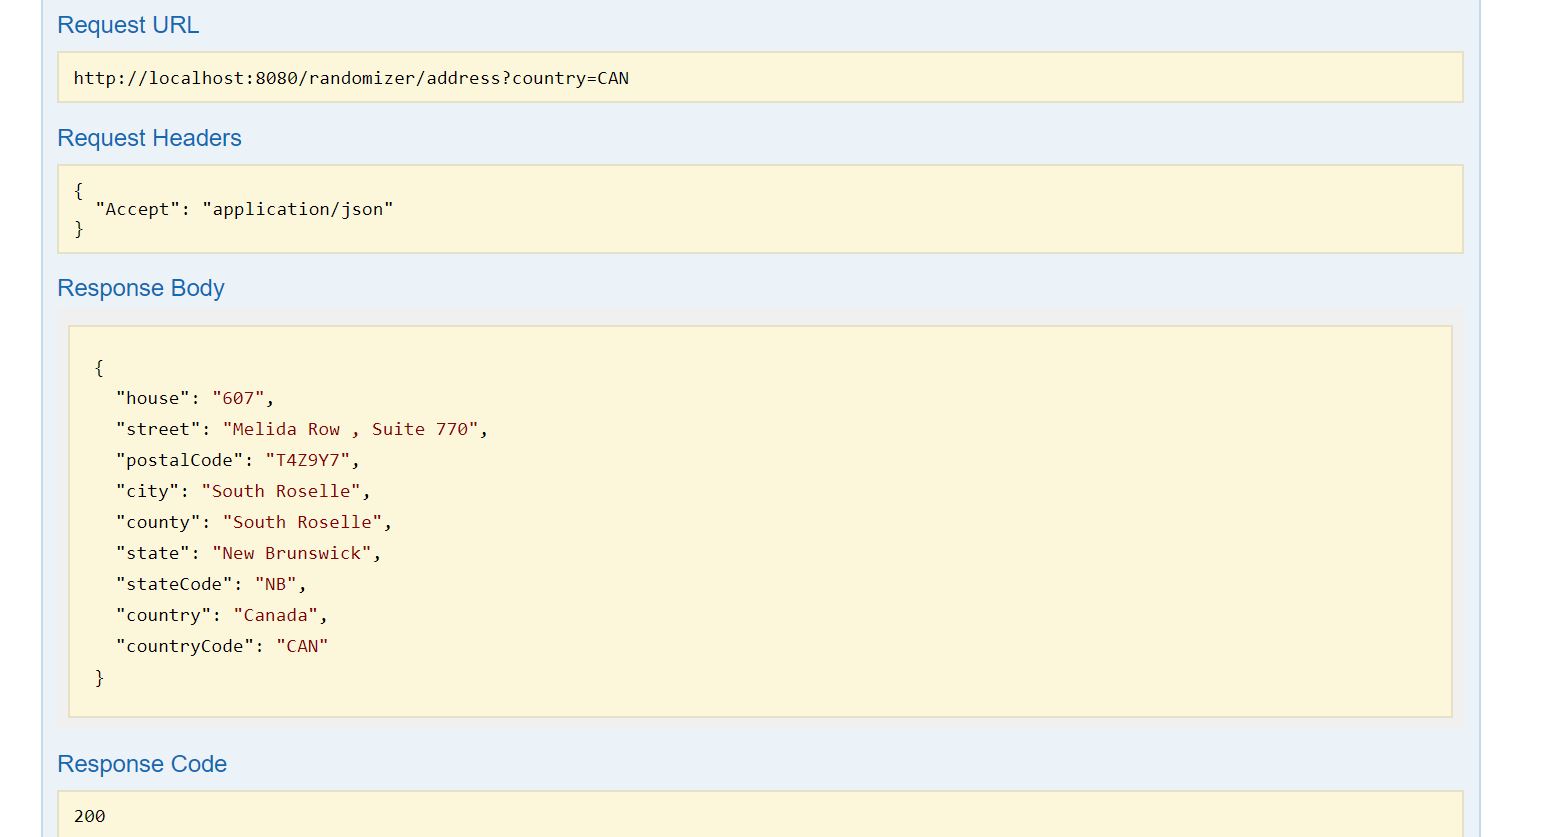 Request URL
http://localhost:8080/randomizer/address?country=CAN
Request Headers
{
  "Accept": "application/json"
}
Response Body
{
  "house": "607",
  "street": "Melida Row , Suite 770",
  "postalCode": "T4Z9Y7",
  "city": "South Roselle",
  "county": "South Roselle",
  "state": "New Brunswick",
  "stateCode": "NB",
  "country": "Canada",
  "countryCode": "CAN"
}
Response Code
200